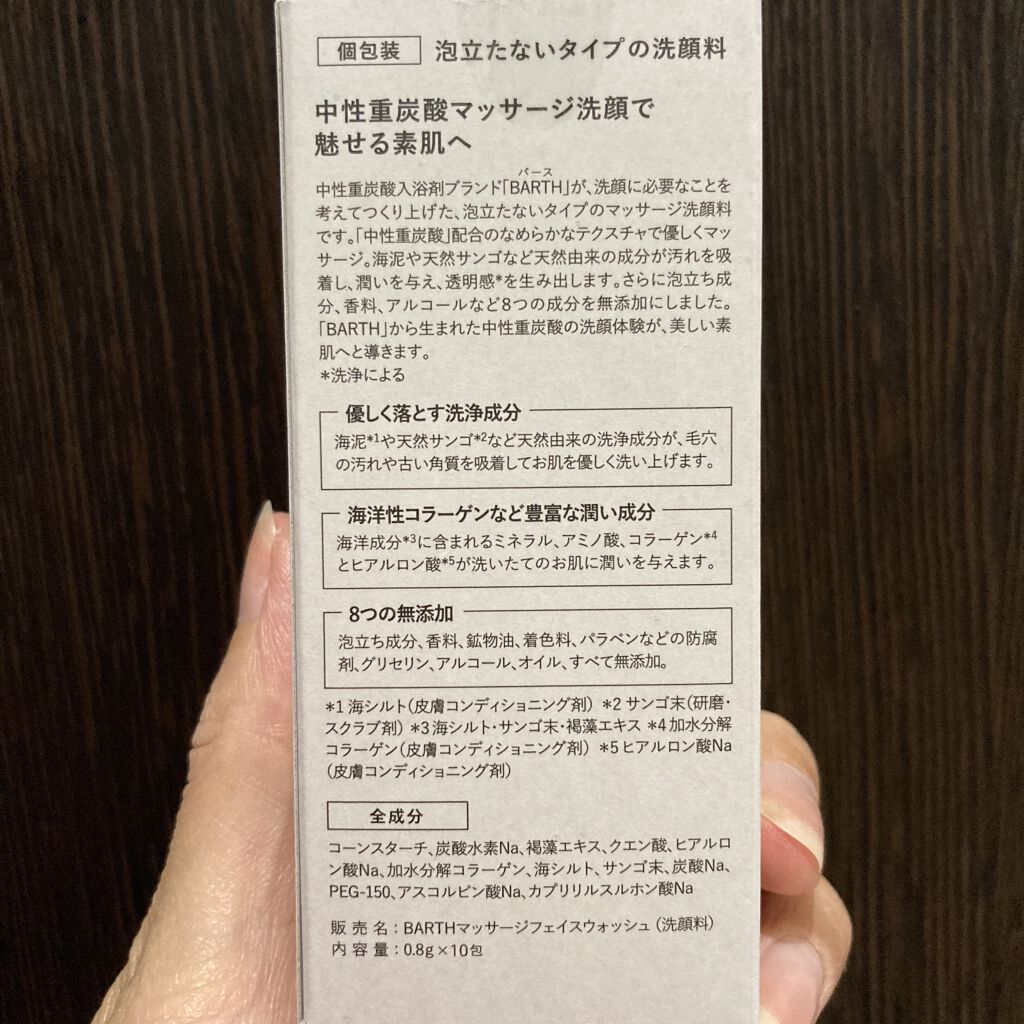 個包装 泡立たないタイプの洗顔料
中性重炭酸マッサージ洗顔で
魅せる素肌へ
バース
中性重炭酸入浴剤ブランド「BARTH」が、洗顔に必要なことを
考えてつくり上げた、泡立たないタイプのマッサージ洗顔料
です。「中性重炭酸」配合のなめらかなテクスチャで優しくマッ
サージ。海泥や天然サンゴなど天然由来の成分が汚れを吸
着し、潤いを与え、透明感*を生み出します。さらに泡立ち成
分、香料、アルコールなど8つの成分を無添加にしました。
「BARTH」から生まれた中性重炭酸の洗顔体験が、美しい素
肌へと導きます。
*洗浄による
優しく落とす洗浄成分
海泥*1や天然サンゴ*2など天然由来の洗浄成分が、毛穴
の汚れや古い角質を吸着してお肌を優しく洗い上げます。
海洋性コラーゲンなど豊富な潤い成分
海洋成分*3に含まれるミネラル、アミノ酸、コラーゲン*4
とヒアルロン酸*5が洗いたてのお肌に潤いを与えます。
8つの無添加
泡立ち成分、香料、鉱物油、着色料、パラベンなどの防腐
剤、グリセリン、アルコール、オイル、すべて無添加。
*1 海シルト(皮膚コンディショニング剤) *2 サンゴ末(研磨・
スクラブ剤) *3 海シルト・サンゴ末・褐藻エキス *4 加水分解
コラーゲン(皮膚コンディショニング剤) *5 ヒアルロン酸Na
(皮膚コンディショニング剤)
全成分
コーンスターチ、炭酸水素Na、褐藻エキス、クエン酸、ヒアルロ
ン酸Na、加水分解コラーゲン、海シルト、サンゴ末、炭酸Na、
PEG-150、アスコルビン酸Na、カプリリルスルホン酸Na
販売名:BARTHマッサージフェイスウォッシュ(洗顔料)
内容量:0.8g×10包